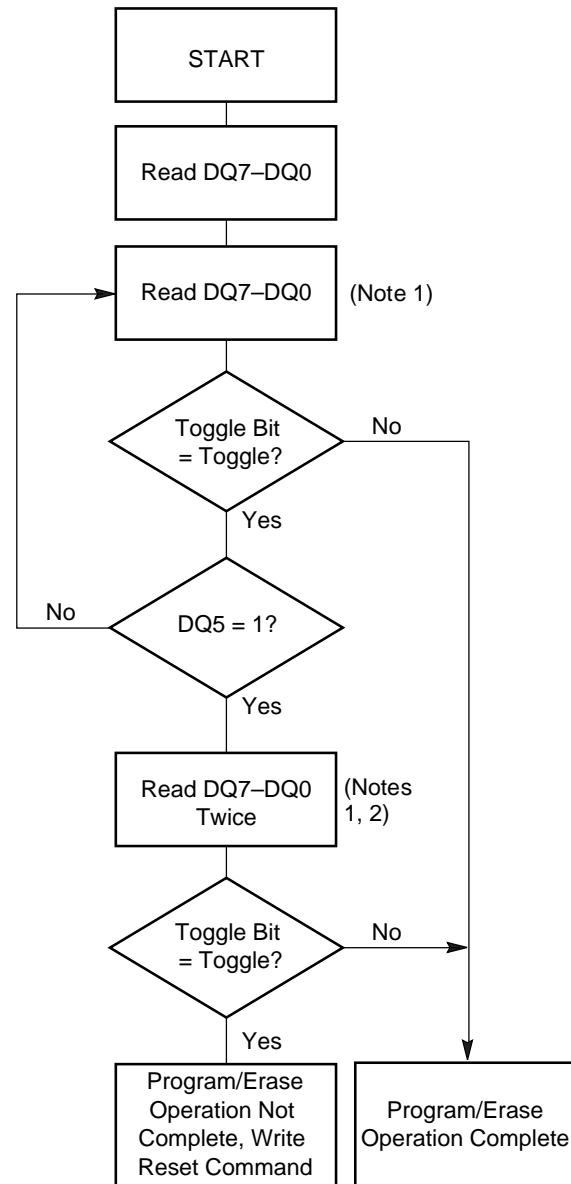 START
Read DQ7–DQ0
Read DQ7–DQ0
(Note 1)
Toggle Bit
= Toggle?
No
Yes
No
DQ5 = 1?
Yes
Read DQ7–DQ0
Twice
(Notes
1, 2)
Toggle Bit
= Toggle?
No
Yes
Program/Erase
Operation Not
Complete, Write
Reset Command
Program/Erase
Operation Complete